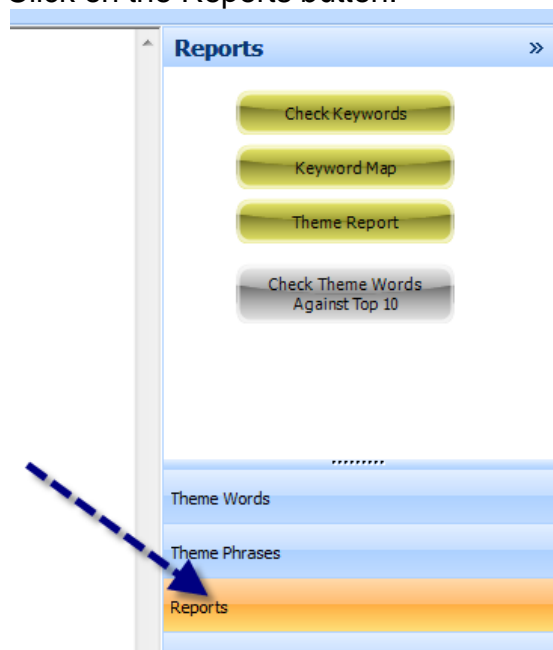 Click on the Reports button.
Reports »
Check Keywords
Keyword Map
Theme Report
Check Theme Words
Against Top 10
Theme Words
Theme Phrases
Reports